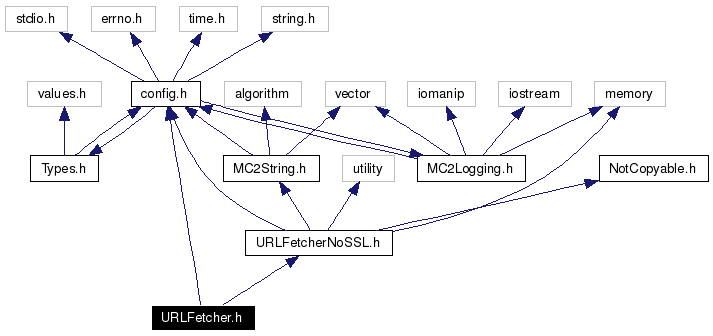 stdio.h
errno.h
time.h
string.h
values.h
config.h
algorithm
vector
iomanip
iostream
memory
Types.h
MC2String.h
utility
MC2Logging.h
NotCopyable.h
URLFetcherNoSSL.h
URLFetcher.h